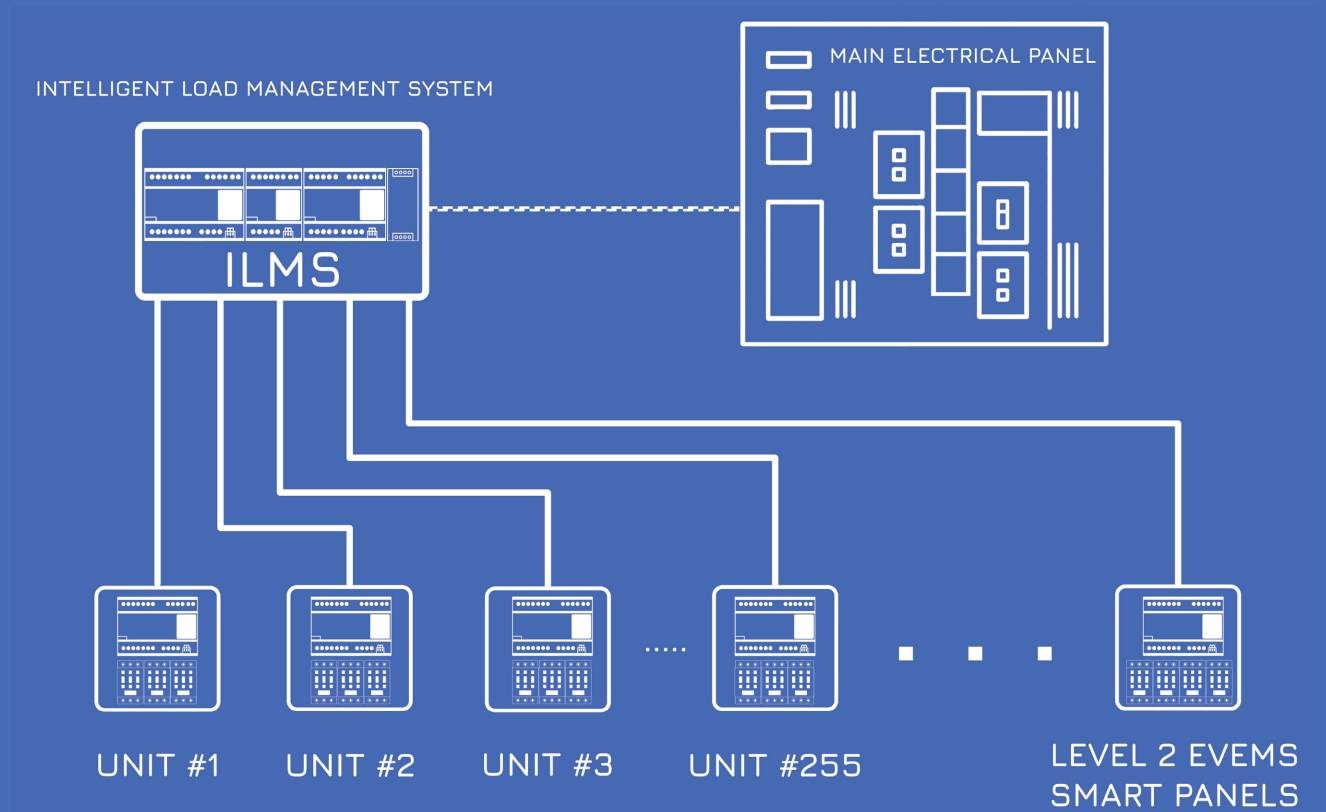 MAIN ELECTRICAL PANEL
INTELLIGENT LOAD MANAGEMENT SYSTEM
ILMS
UNIT #1
UNIT #2
UNIT #3
UNIT #255
LEVEL 2 EVEMS
SMART PANELS